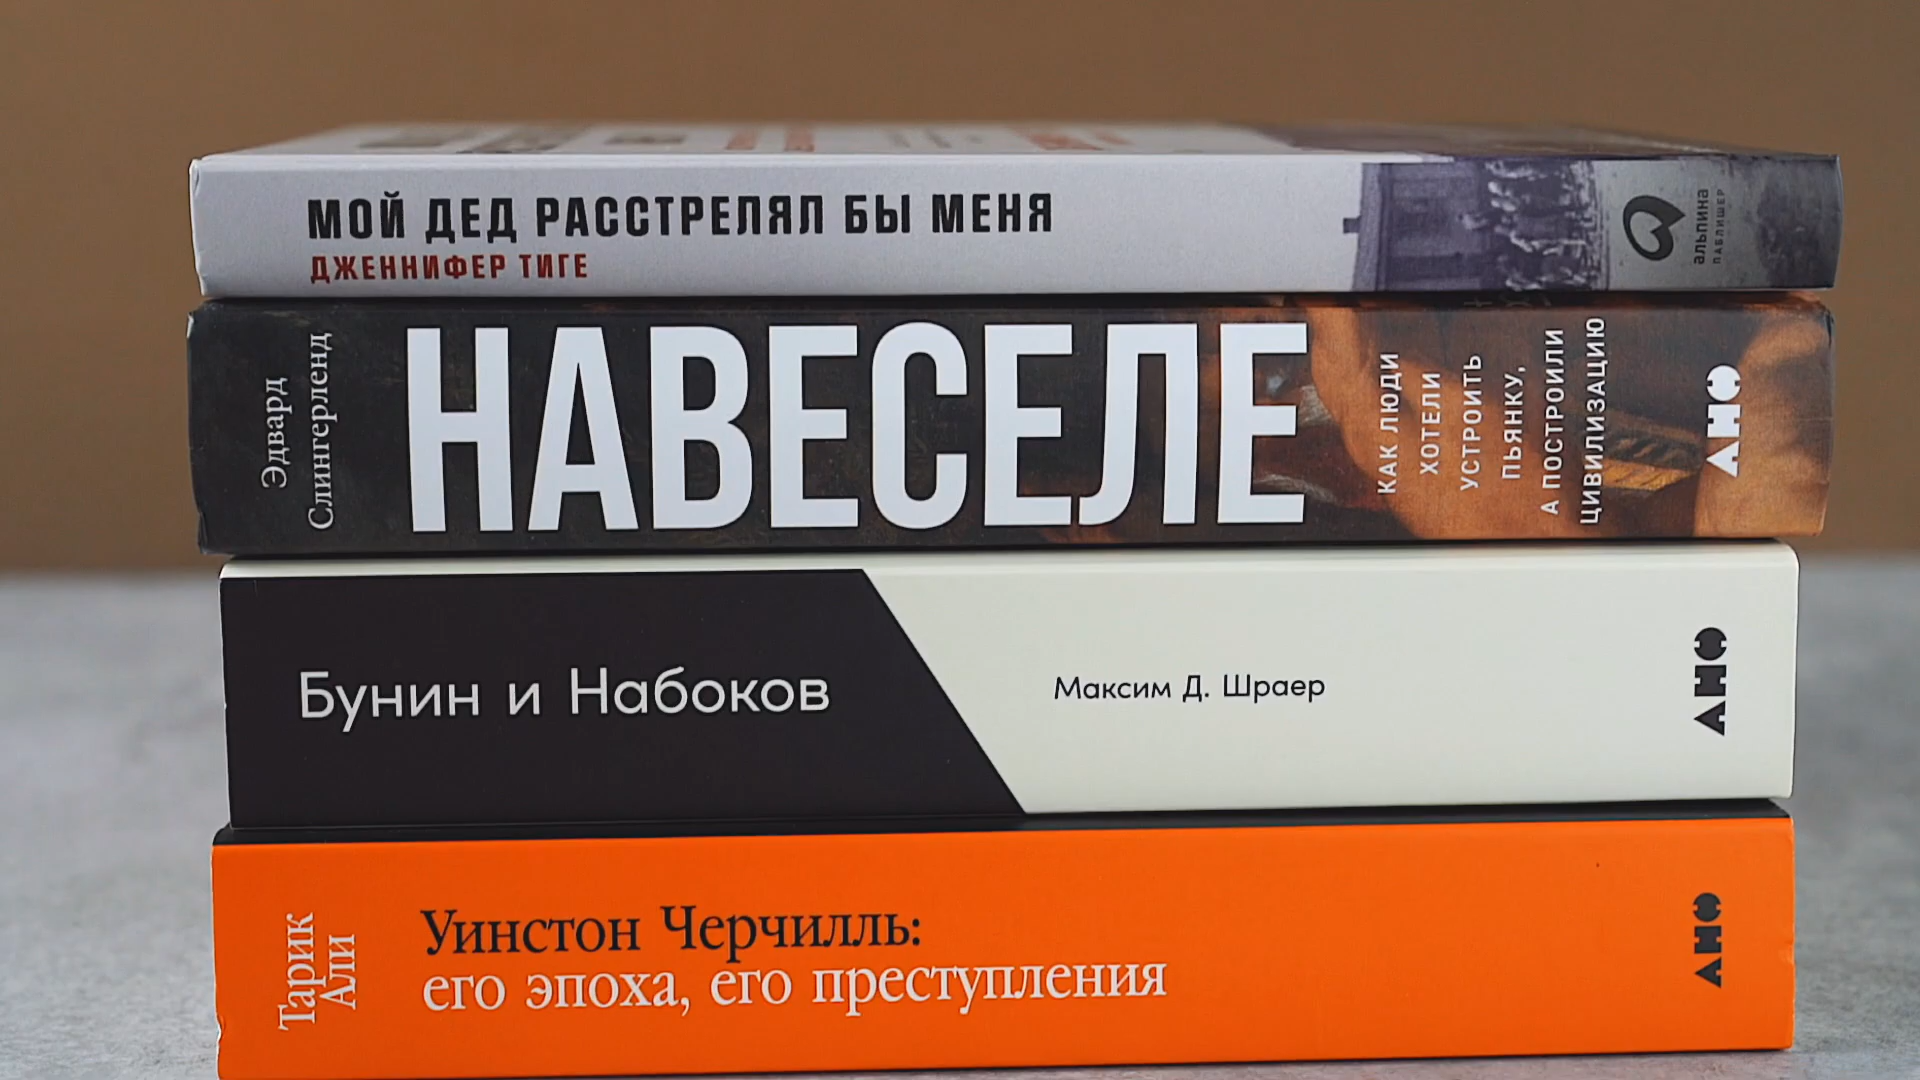 МОЙ ДЕД РАССТРЕЛЯЛ БЫ МЕНЯ
ДЖЕННИФЕР ТИГЕ
альпина
ПАБЛИШЕР
Эдвард
Слингерленд
НАВЕСЕЛЕ
КАК ЛЮДИ
ХОТЕЛИ
УСТРОИТЬ
ПЬЯНКУ,
А ПОСТРОИЛИ
ЦИВИЛИЗАЦИЮ
АНФ
Бунин и Набоков
Максим Д. Шраер
АНФ
Тарик
Али
Уинстон Черчилль:
его эпоха, его преступления
АНФ